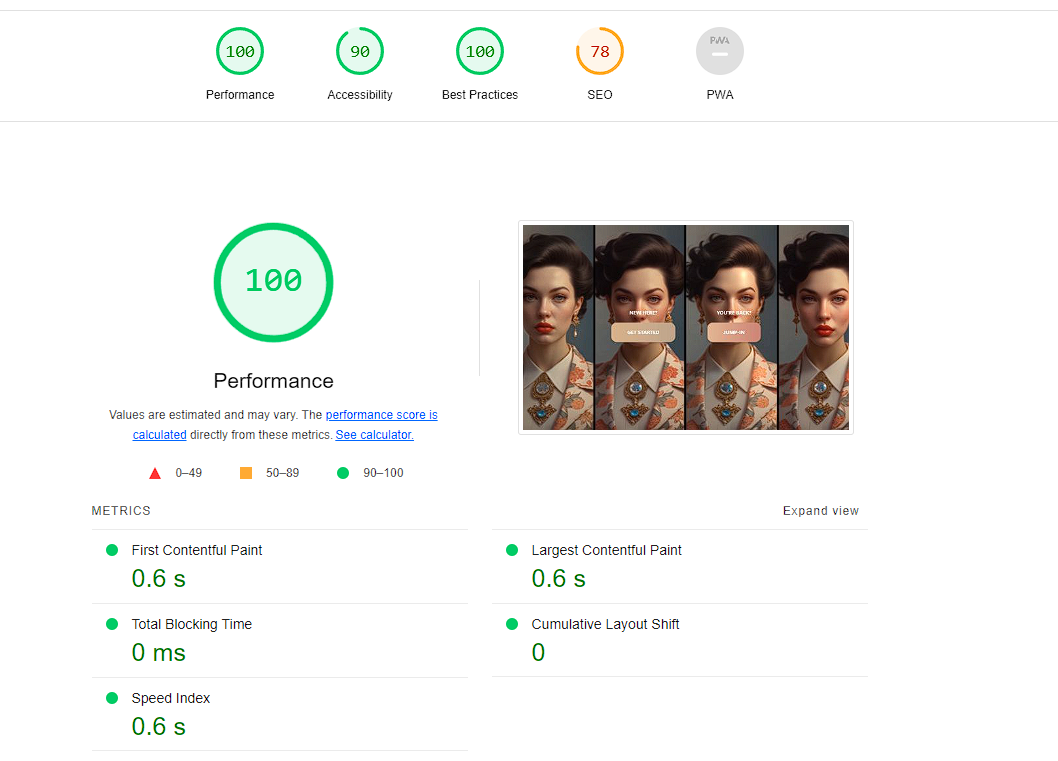 100 90 100 78 PWA
Performance Accessibility Best Practices SEO PWA
100
Performance
Values are estimated and may vary. The performance score is
calculated directly from these metrics. See calculator.
0–49 50–89 90–100
NEW HERE?
GET STARTED
YOU'RE BACK!
JUMP-IN
METRICS
Expand view
First Contentful Paint
0.6 s
Largest Contentful Paint
0.6 s
Total Blocking Time
0 ms
Cumulative Layout Shift
0
Speed Index
0.6 s